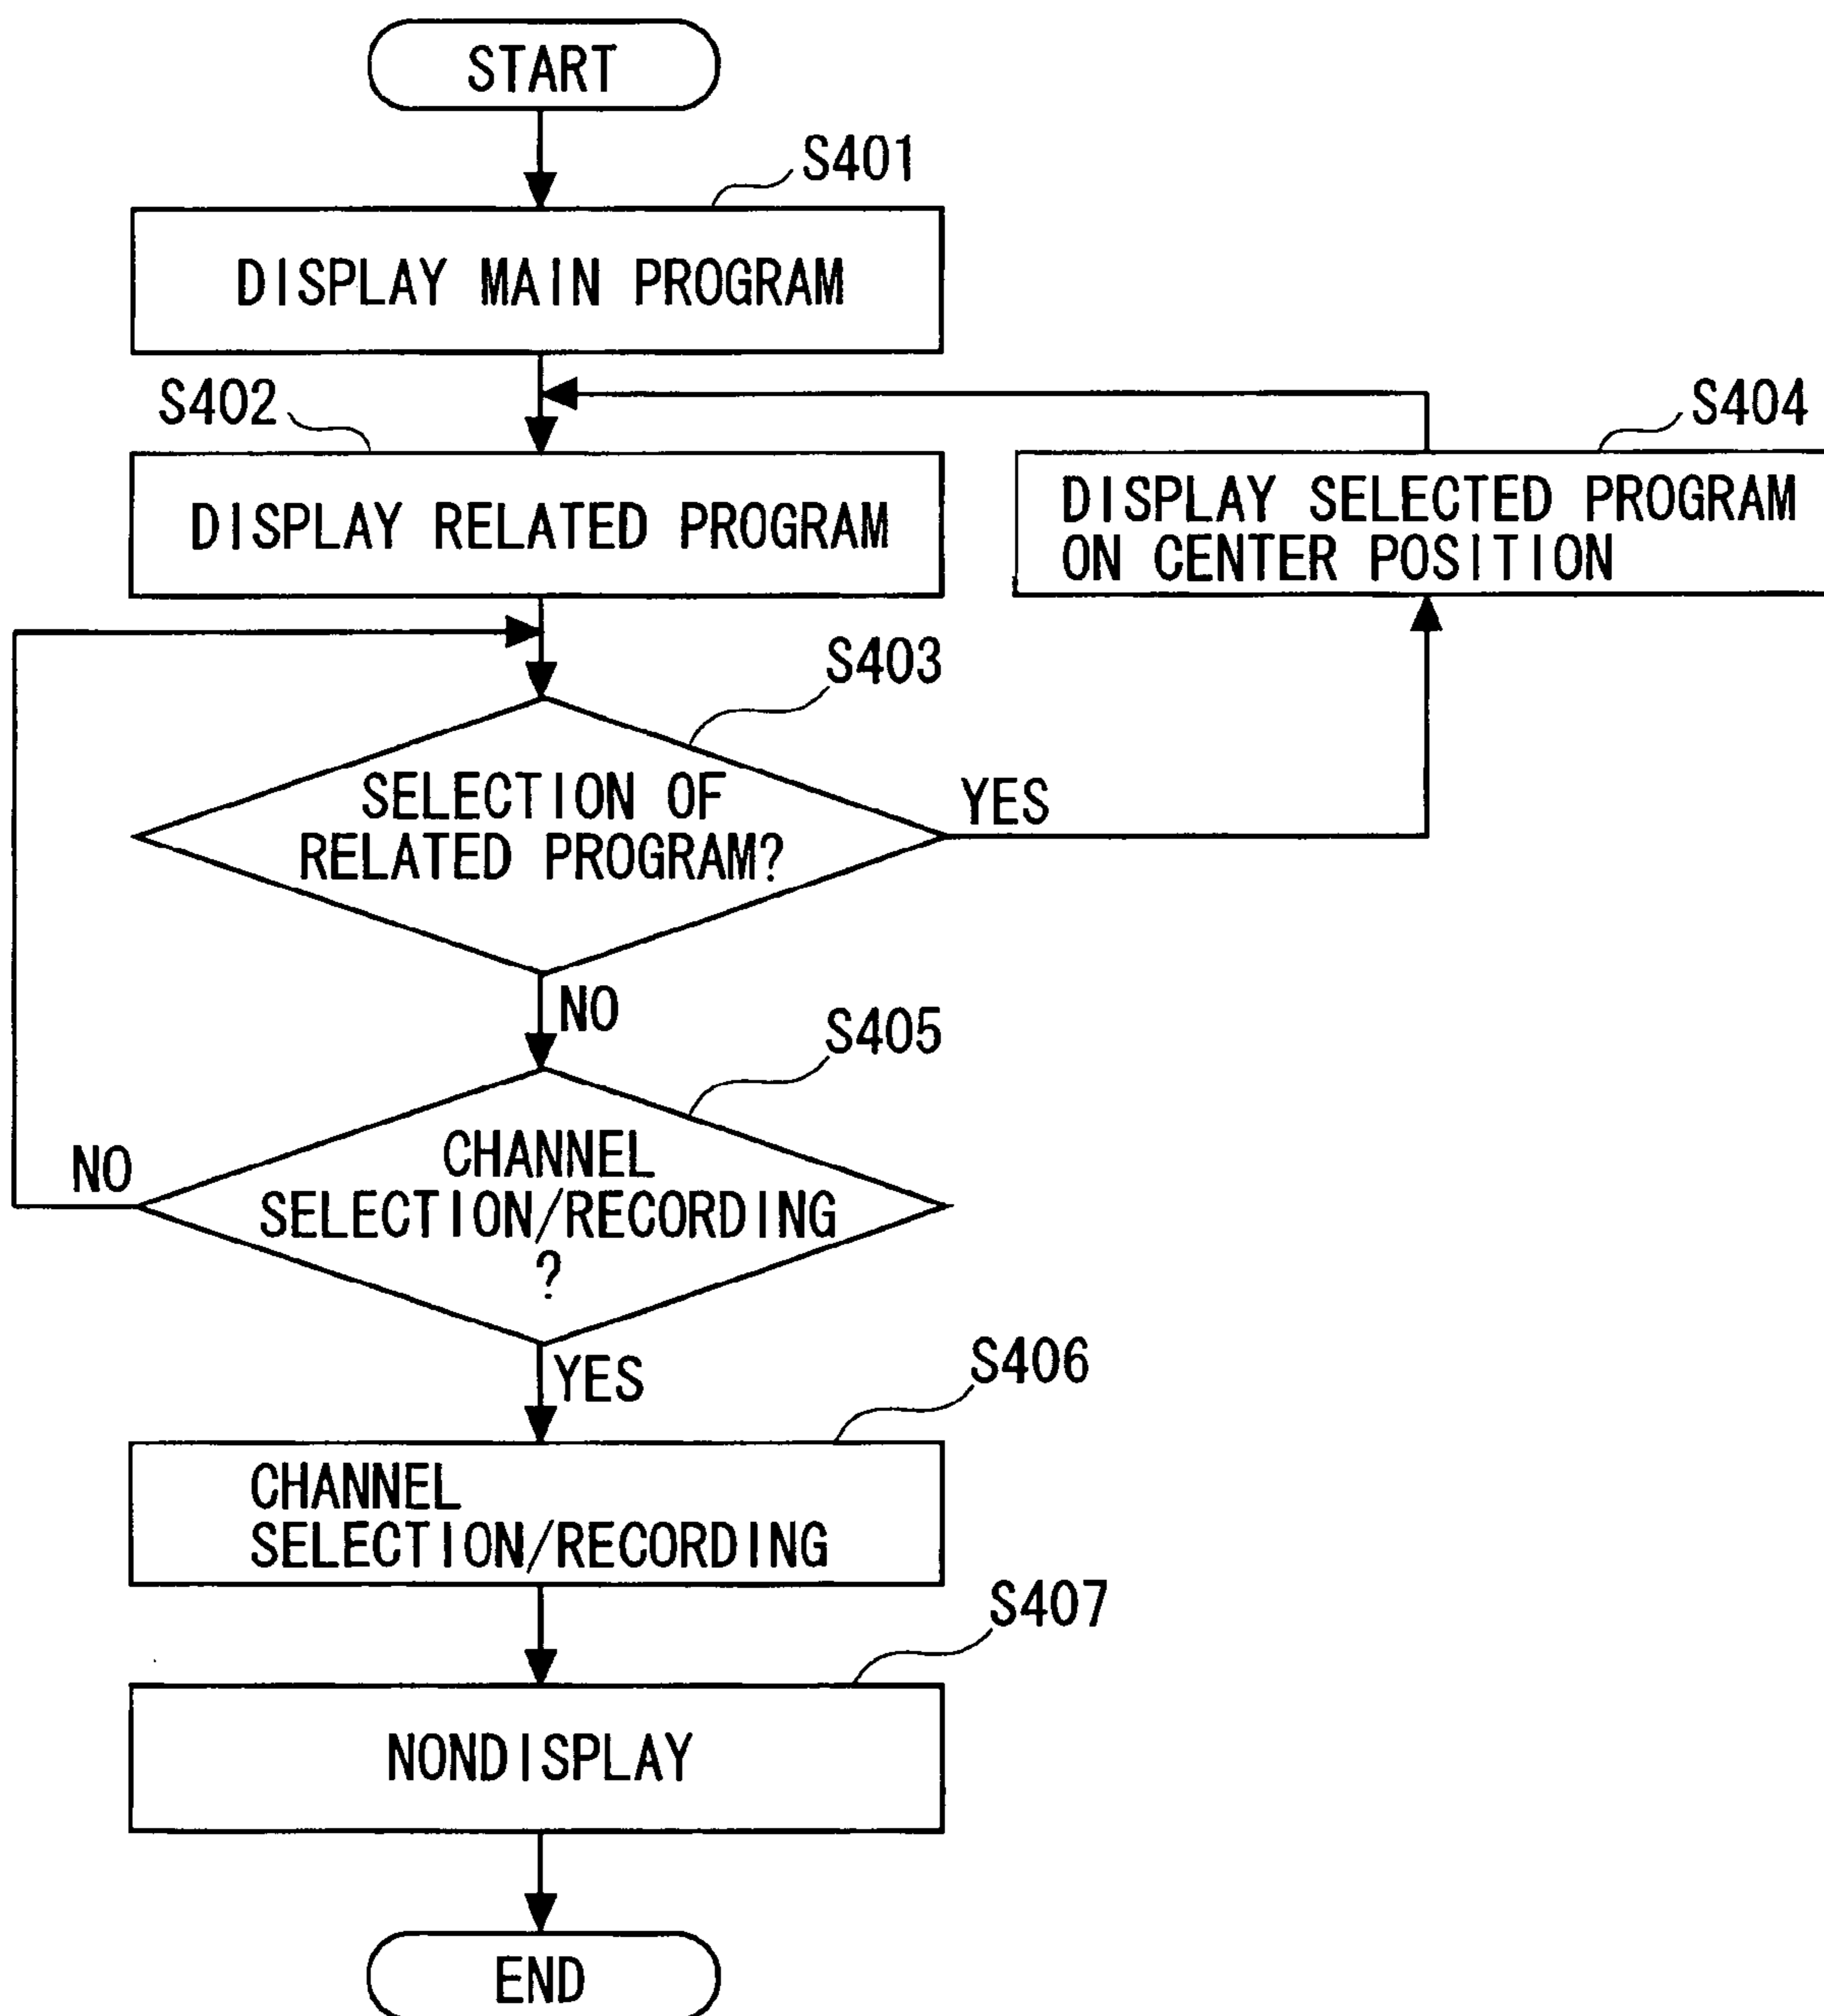 START
S401
DISPLAY MAIN PROGRAM
S402
S404
DISPLAY RELATED PROGRAM
DISPLAY SELECTED PROGRAM
ON CENTER POSITION
S403
SELECTION OF
RELATED PROGRAM?
YES
NO
S405
CHANNEL
SELECTION/RECORDING
?
NO
YES
S406
CHANNEL
SELECTION/RECORDING
S407
NONDISPLAY
END